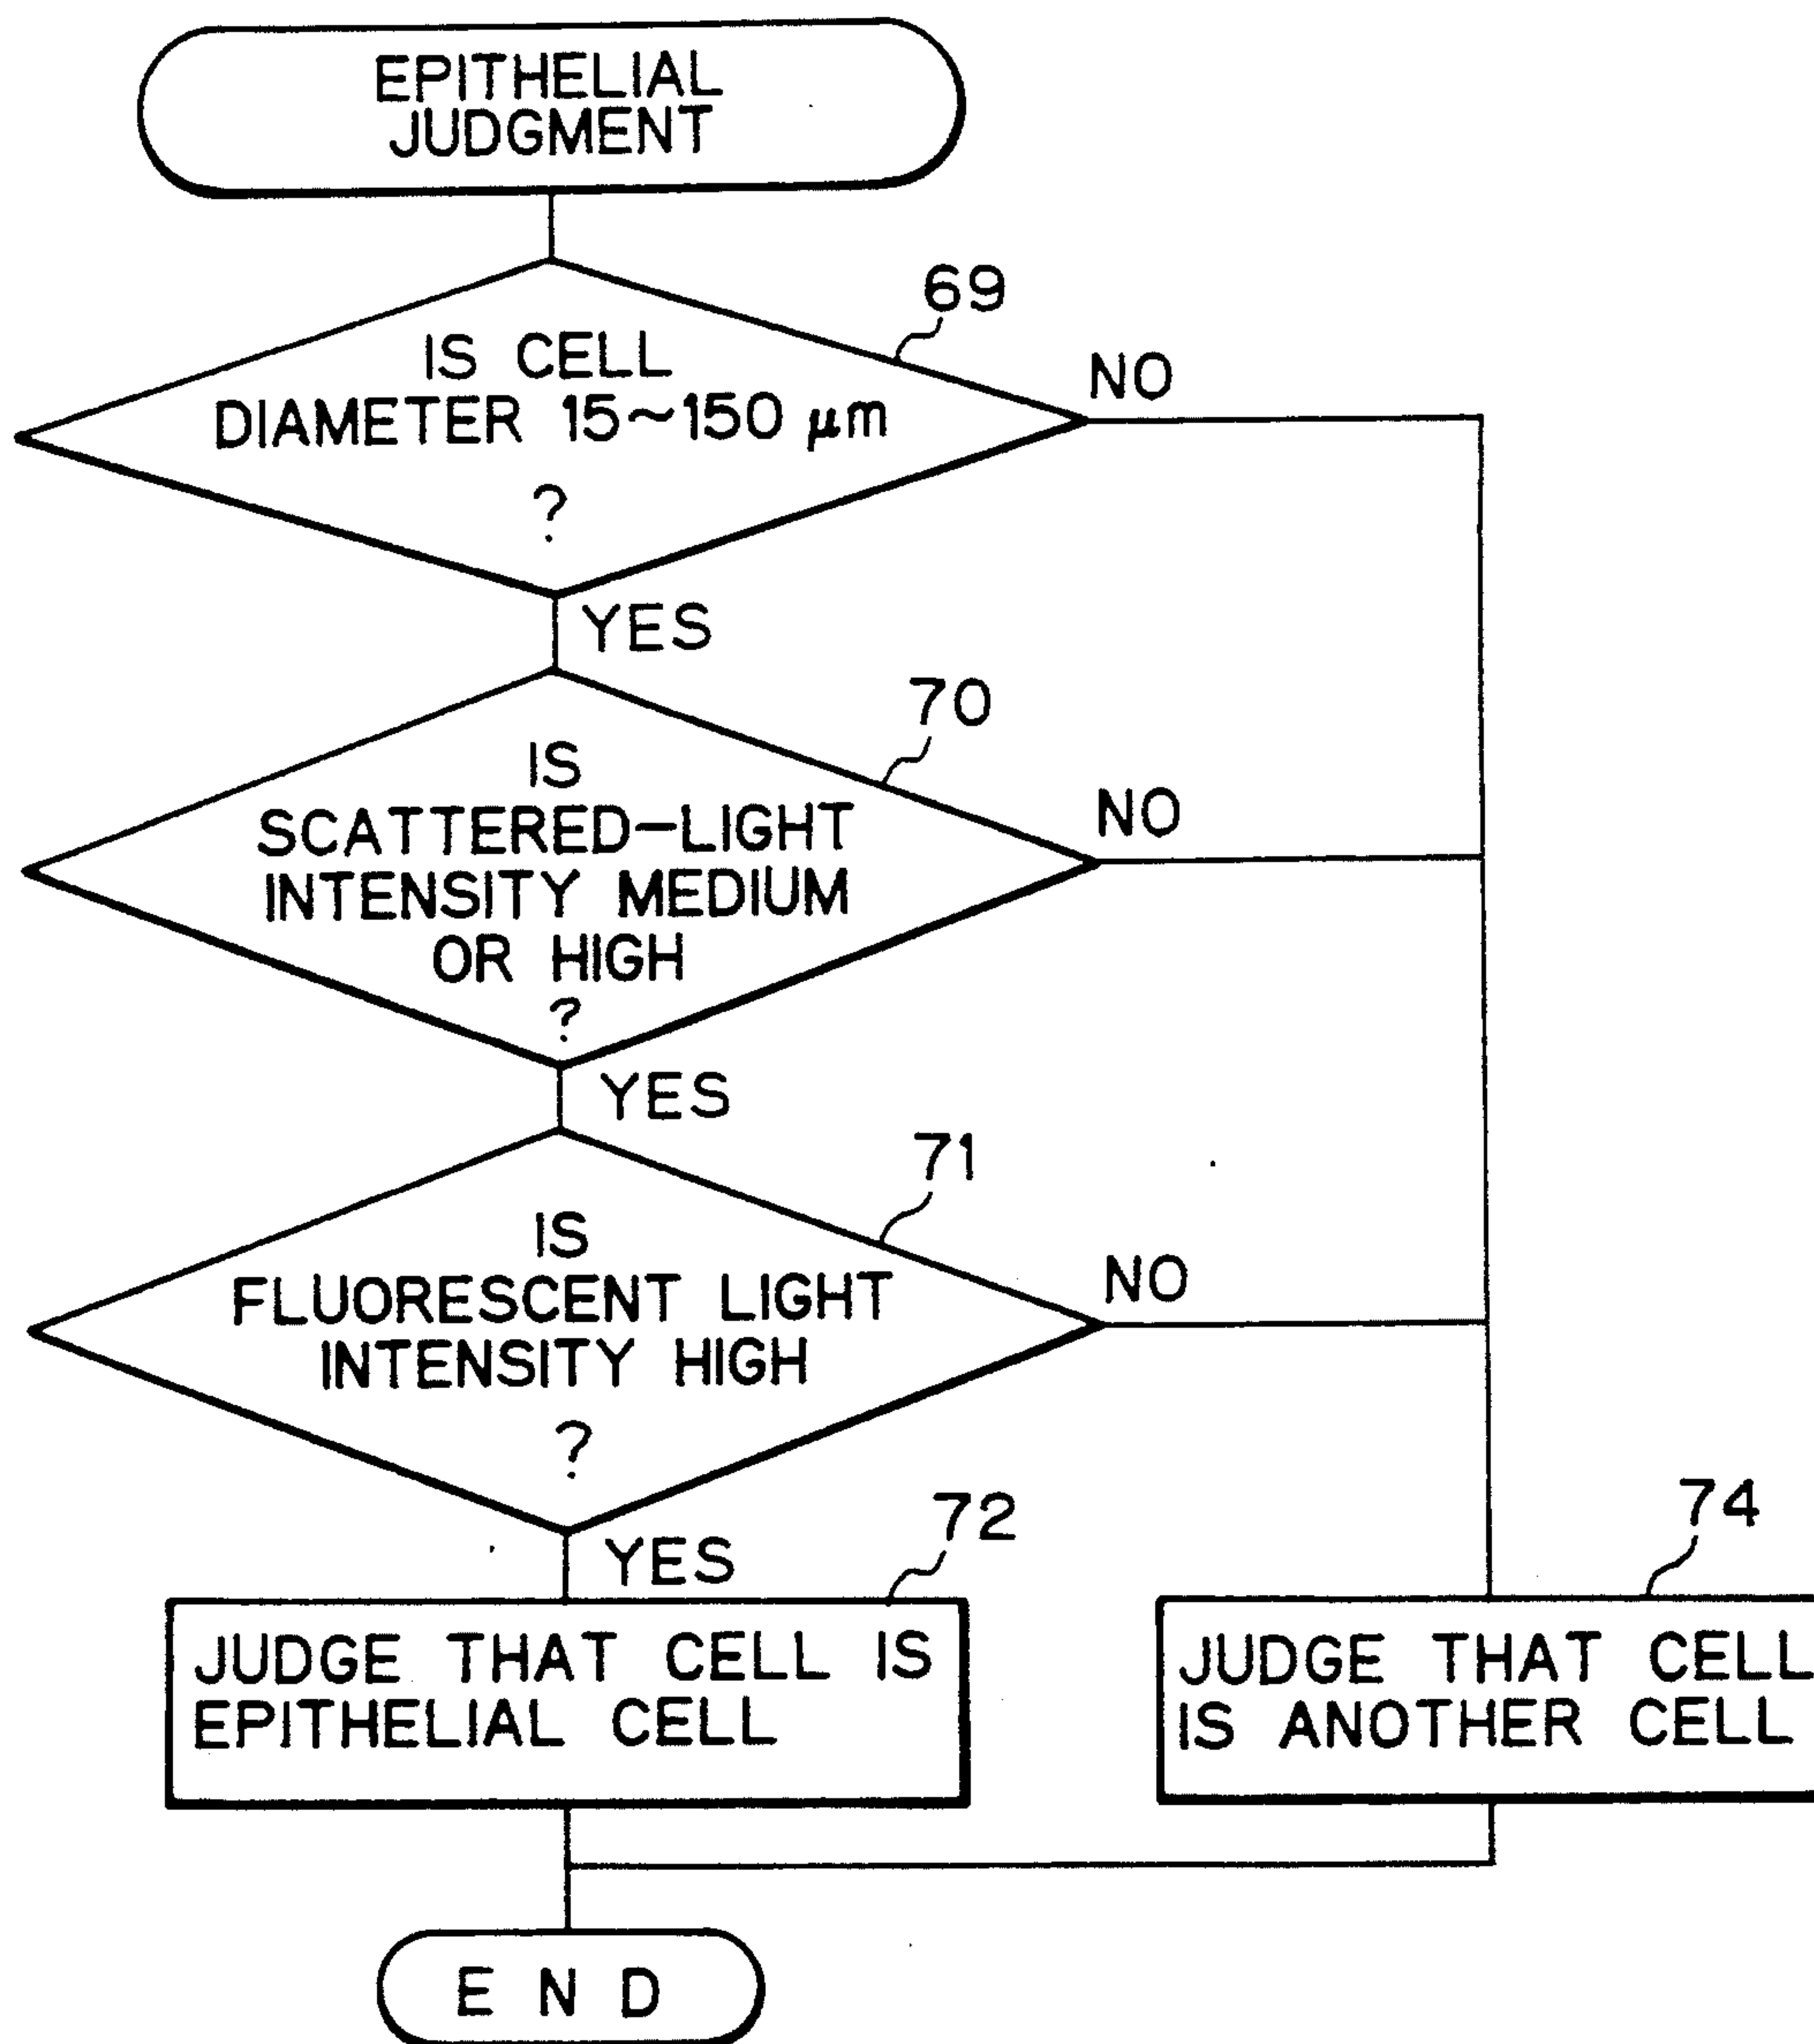 EPITHELIAL
JUDGMENT
69
IS CELL
DIAMETER 15~150 μm
?
NO
YES
70
IS
SCATTERED-LIGHT
INTENSITY MEDIUM
OR HIGH
?
NO
YES
71
IS
FLUORESCENT LIGHT
INTENSITY HIGH
?
NO
YES
72
JUDGE THAT CELL IS
EPITHELIAL CELL
74
JUDGE THAT CELL
IS ANOTHER CELL
END